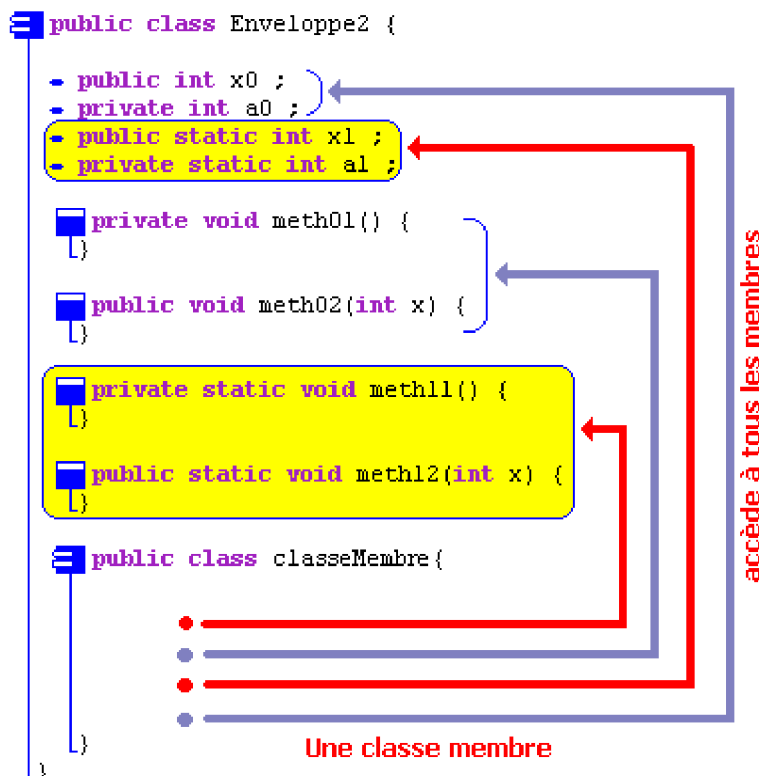 public class Enveloppe2 {
public int x0 ;
private int a0 ;
public static int x1 ;
private static int a1 ;
private void meth01() {
}
public void meth02(int x) {
}
private static void meth11() {
}
public static void meth12(int x) {
}
public class classeMembre{
}
}
accède à tous les membres
Une classe membre